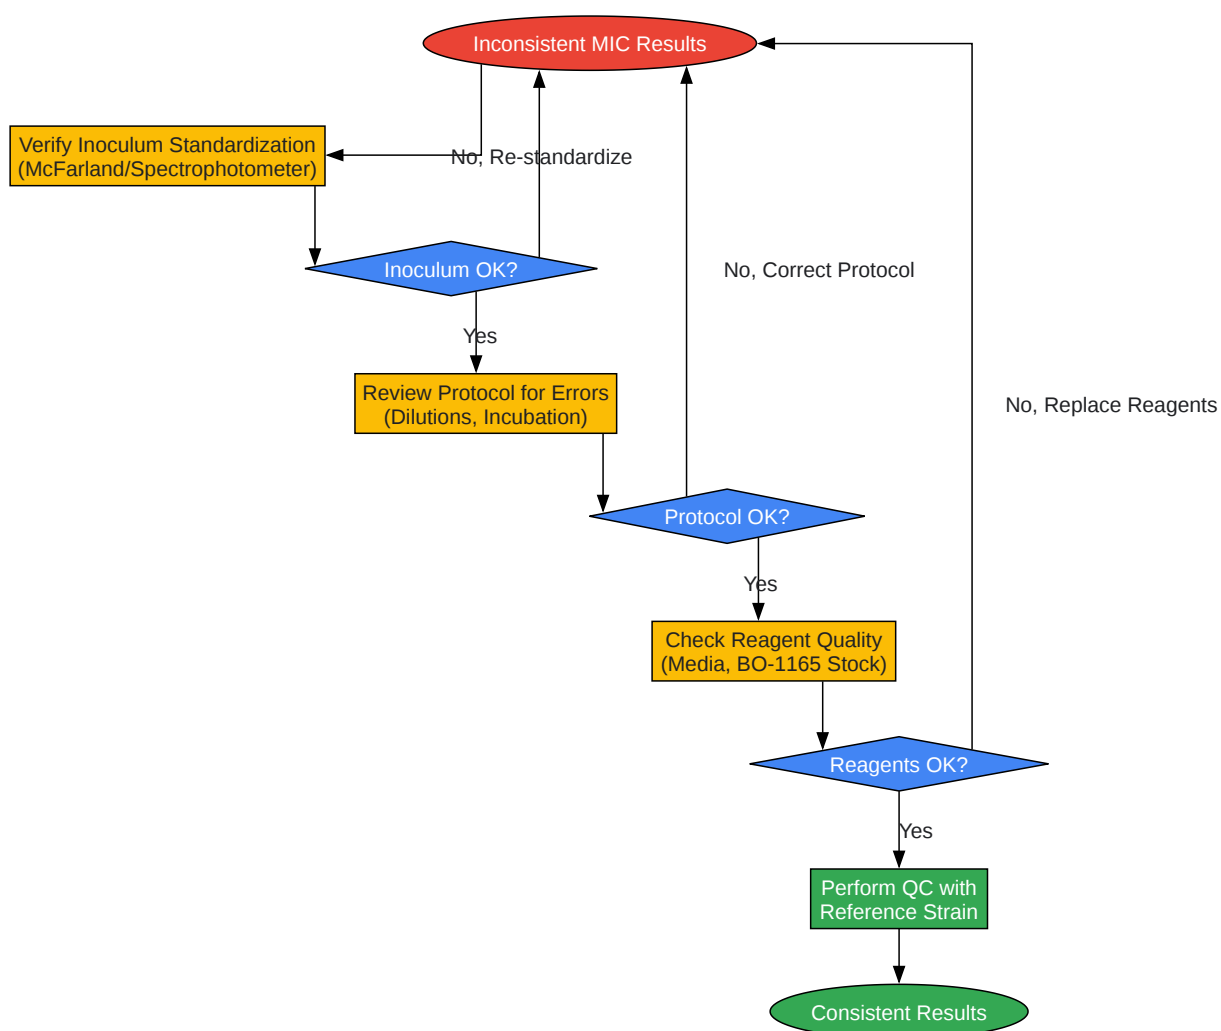 Inconsistent MIC Results
Verify Inoculum Standardization
(McFarland/Spectrophotometer)
No, Re-standardize
Inoculum OK?
No, Correct Protocol
Yes
Review Protocol for Errors
(Dilutions, Incubation)
No, Replace Reagents
Protocol OK?
Yes
Check Reagent Quality
(Media, BO-1165 Stock)
Reagents OK?
Yes
Perform QC with
Reference Strain
Consistent Results